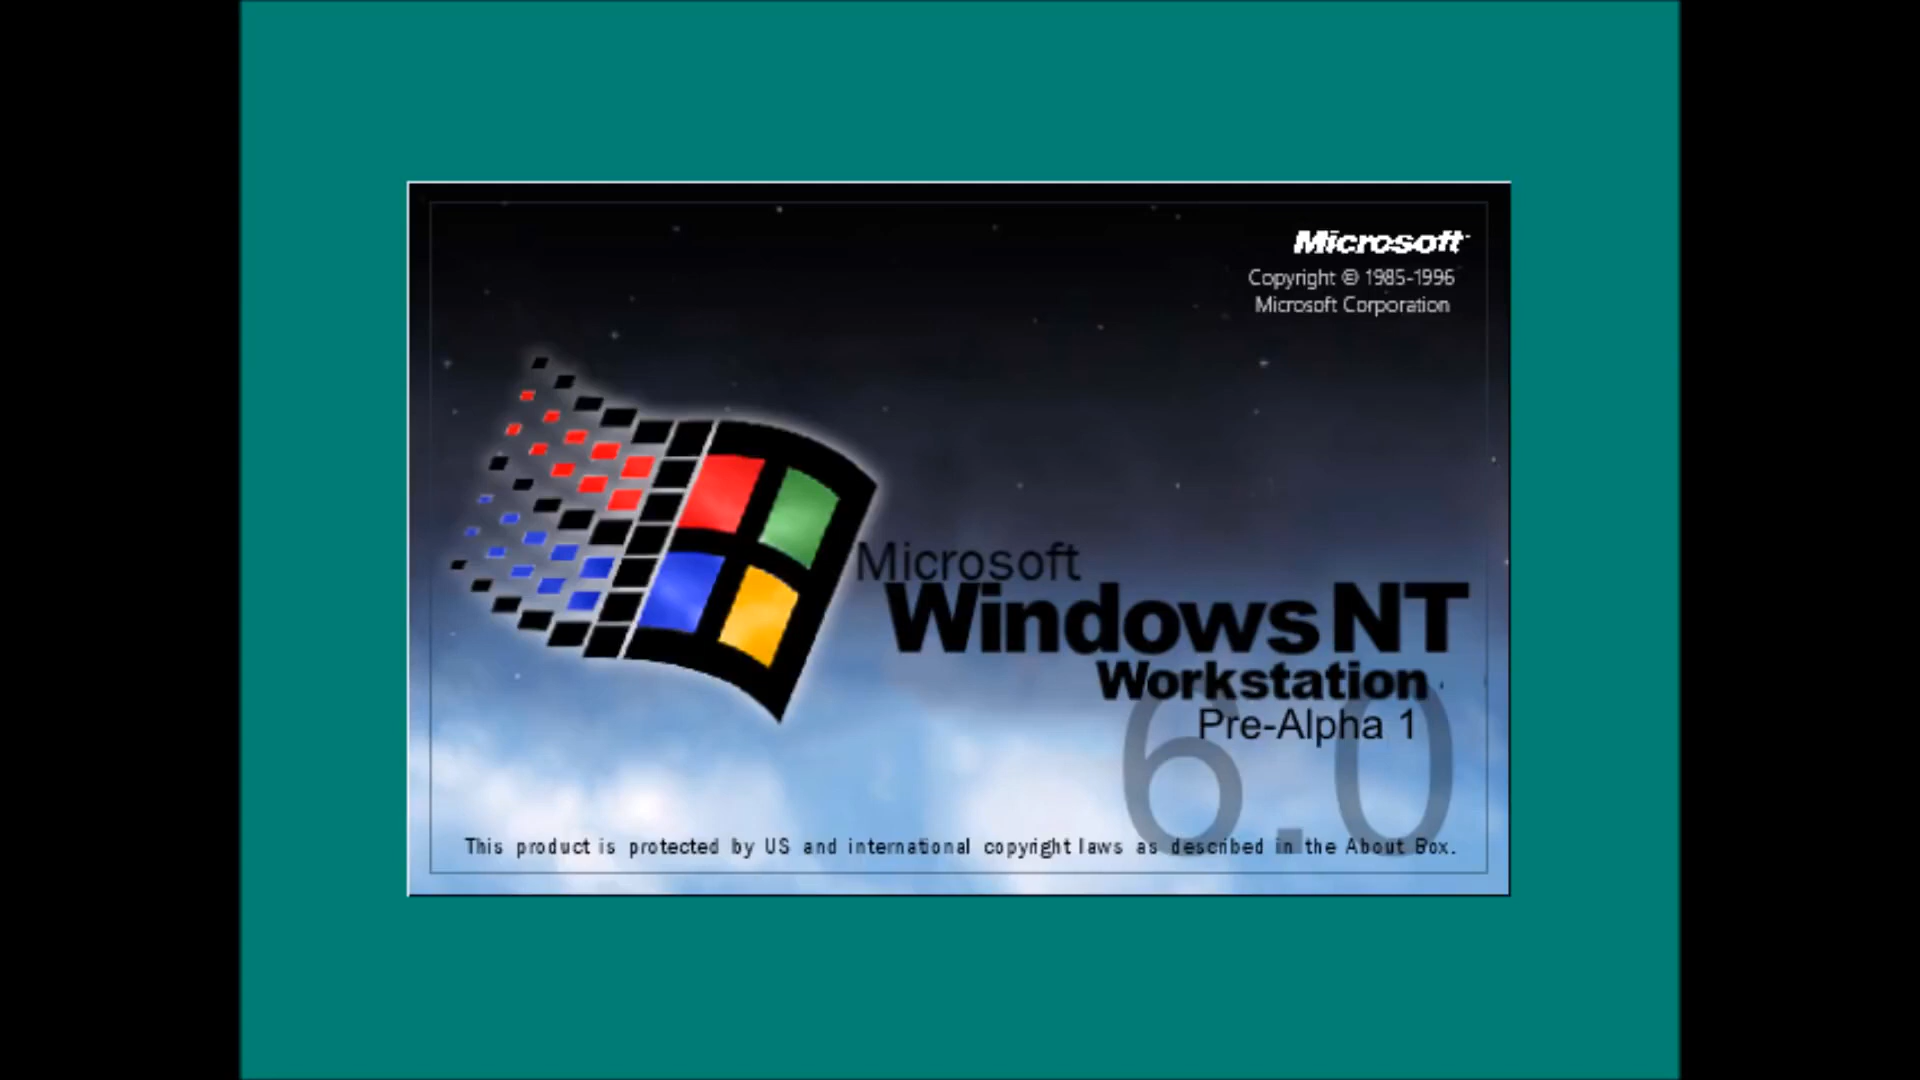 Microsoft
Copyright © 1985-1996
Microsoft Corporation
Microsoft
Windows NT
Workstation
Pre-Alpha 1
6.0
This product is protected by US and international copyright laws as described in the About Box.